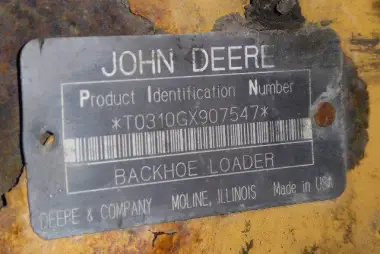 JOHN DEERE
Product Identification Number
*T0310GX907547*
BACKHOE LOADER
DEERE & COMPANY MOLINE, ILLINOIS Made in USA